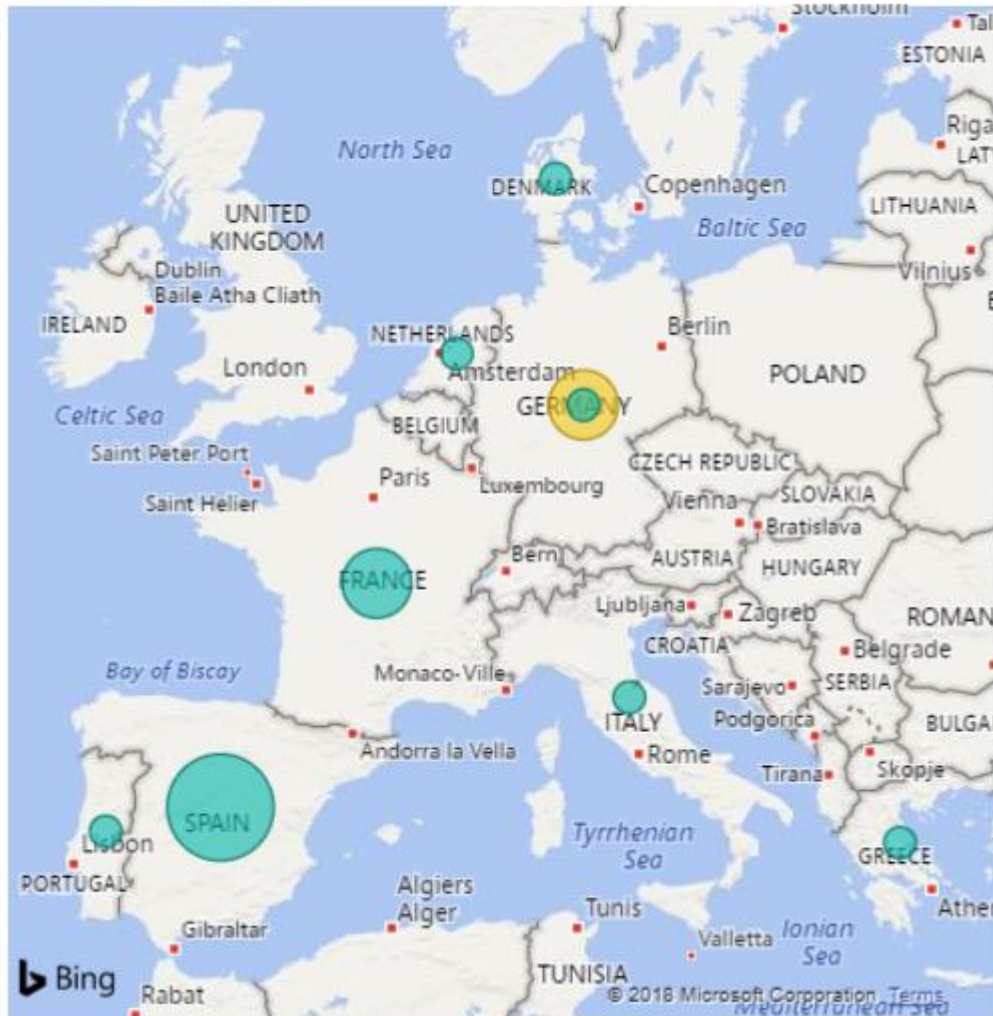 Stockholm
Tal
ESTONIA
Riga
LATV
North Sea
DENMARK
Copenhagen
LITHUANIA
Baltic Sea
UNITED
KINGDOM
Vilnius
Dublin
Baile Atha Cliath
IRELAND
NETHERLANDS
Berlin
London
Amsterdam
POLAND
Celtic Sea
GERMANY
BELGIUM
Saint Peter Port
Paris
CZECH REPUBLIC
Saint Helier
Luxembourg
Vienna
SLOVAKIA
Bratislava
Bern
AUSTRIA
HUNGARY
FRANCE
Ljubljana
Zagreb
ROMAN
CROATIA
Belgrade
Bay of Biscay
Monaco-Ville
Sarajevo
SERBIA
ITALY
Podgorica
BULGA
Andorra la Vella
Rome
Tirana
Skopje
SPAIN
Tyrrhenian
Sea
Lisbon
GREECE
PORTUGAL
Algiers
Alger
Athen
Gibraltar
Tunis
Valletta
Ionian
Sea
Bing
TUNISIA
Rabat
© 2018 Microsoft Corporation Terms
Mediterranean Sea